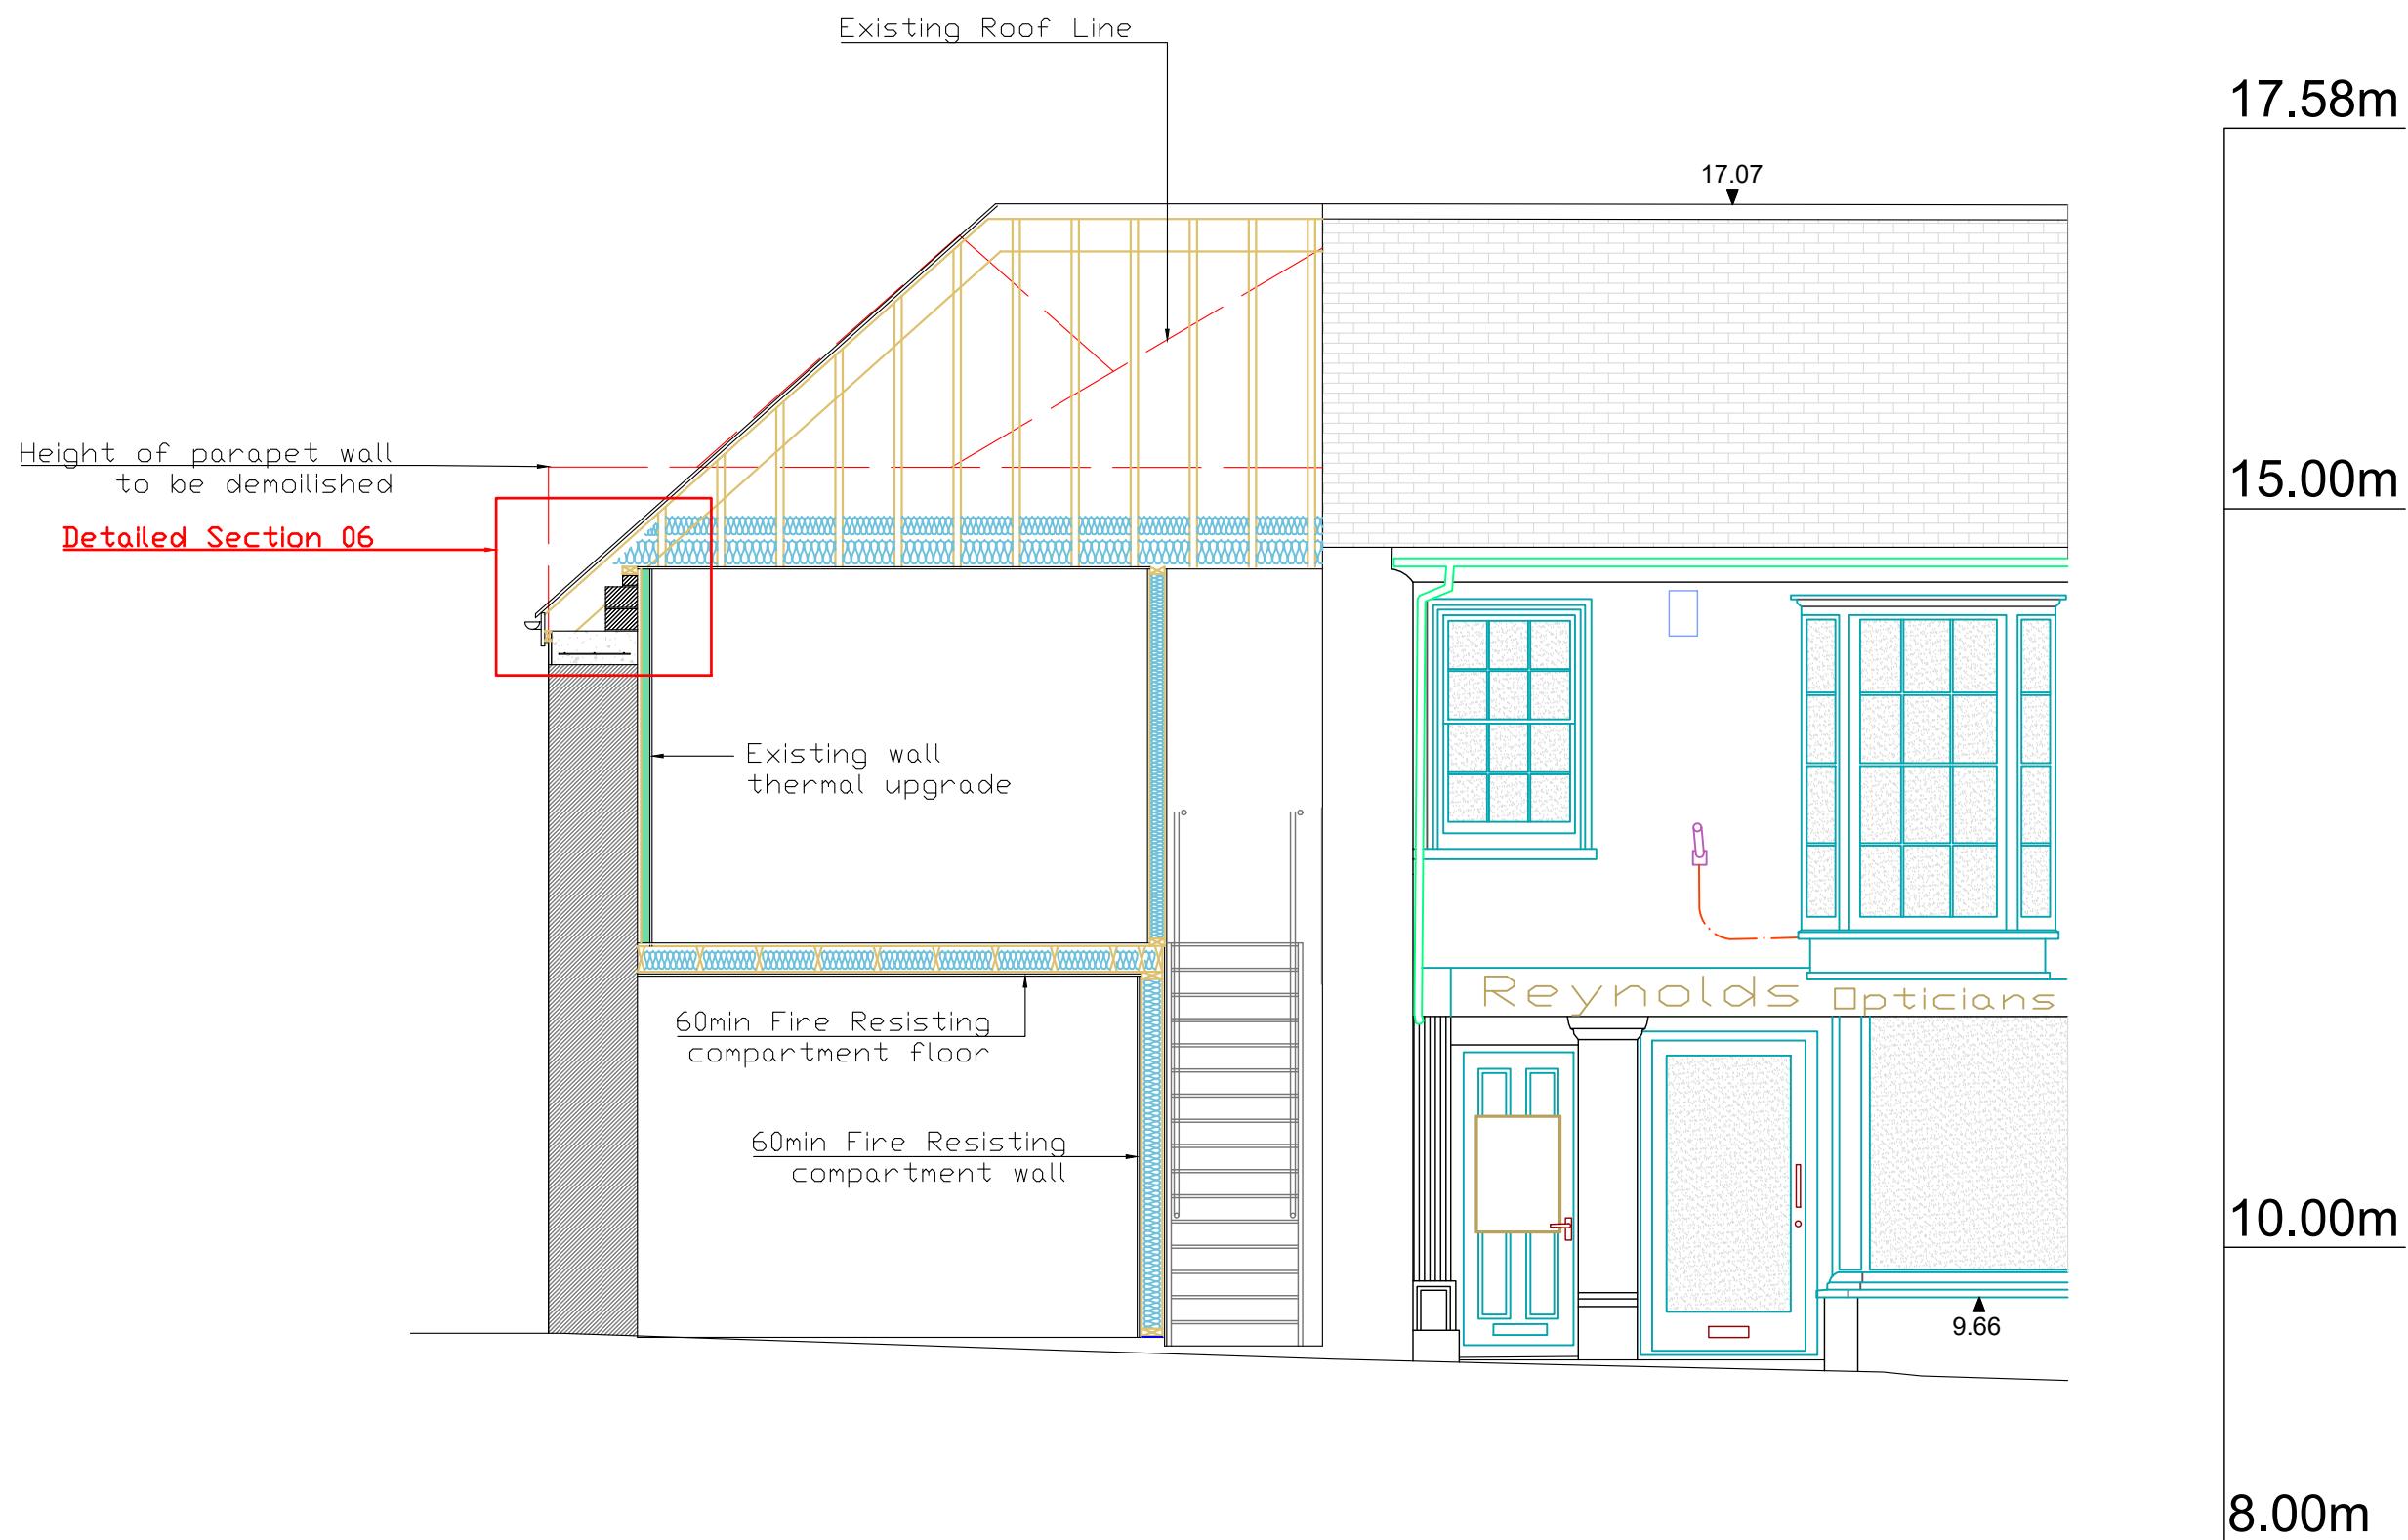 Existing Roof Line
17.58m
17.07
Height of parapet wall
to be demoilished
15.00m
Detailed Section 06
Existing wall
thermal upgrade
Reynolds Opticians
60min Fire Resisting
compartment floor
60min Fire Resisting
compartment wall
10.00m
9.66
8.00m